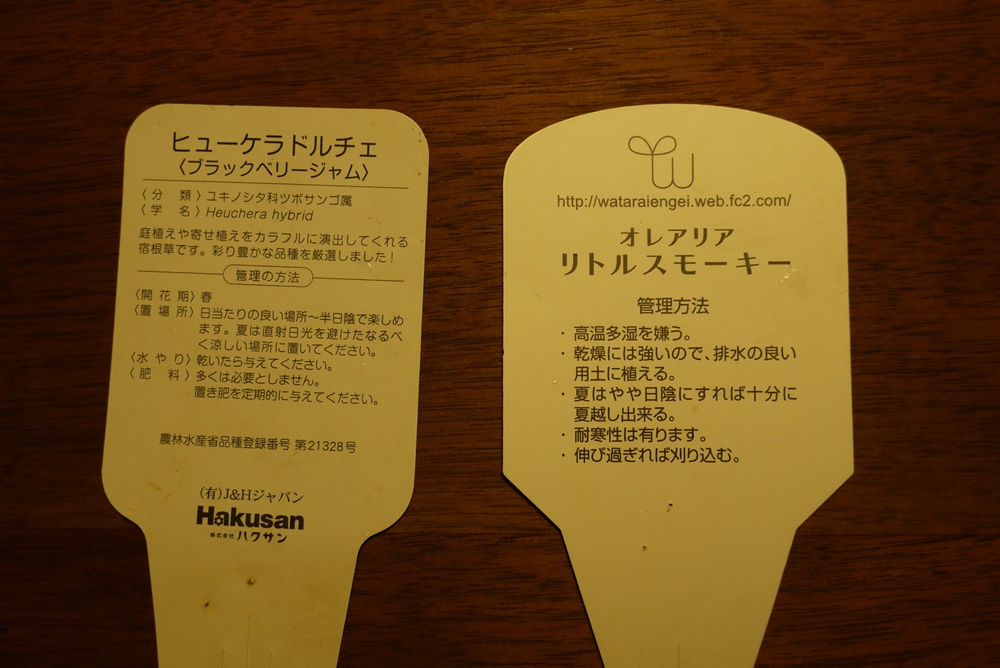 ヒューケラドルチェ
〈ブラックベリージャム〉
〈分　類〉ユキノシタ科ツボサンゴ属
〈学　名〉Heuchera hybrid
庭植えや寄せ植えをカラフルに演出してくれる
宿根草です。彩り豊かな品種を厳選しました！
管理の方法
〈開 花 期〉春
〈置 場 所〉日当たりの良い場所〜半日陰で楽しめ
ます。夏は直射日光を避けたなるべ
く涼しい場所に置いてください。
〈水 や り〉乾いたら与えてください。
〈肥　料〉多くは必要としません。
置き肥を定期的に与えてください。
農林水産省品種登録番号 第21328号
(有)J&Hジャパン
Hakusan
株式会社 ハクサン
http://wataraiengei.web.fc2.com/
オレアリア
リトルスモーキー
管理方法
・高温多湿を嫌う。
・乾燥には強いので、排水の良い
用土に植える。
・夏はやや日陰にすれば十分に
夏越し出来る。
・耐寒性は有ります。
・伸び過ぎれば刈り込む。